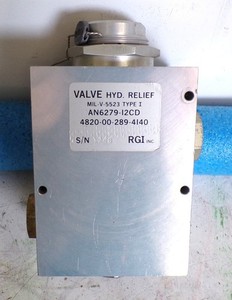 VALVE HYD. RELIEF
MIL-V-5523 TYPE I
AN6279-12CD
4820-00-289-4140
S/N RGI INC